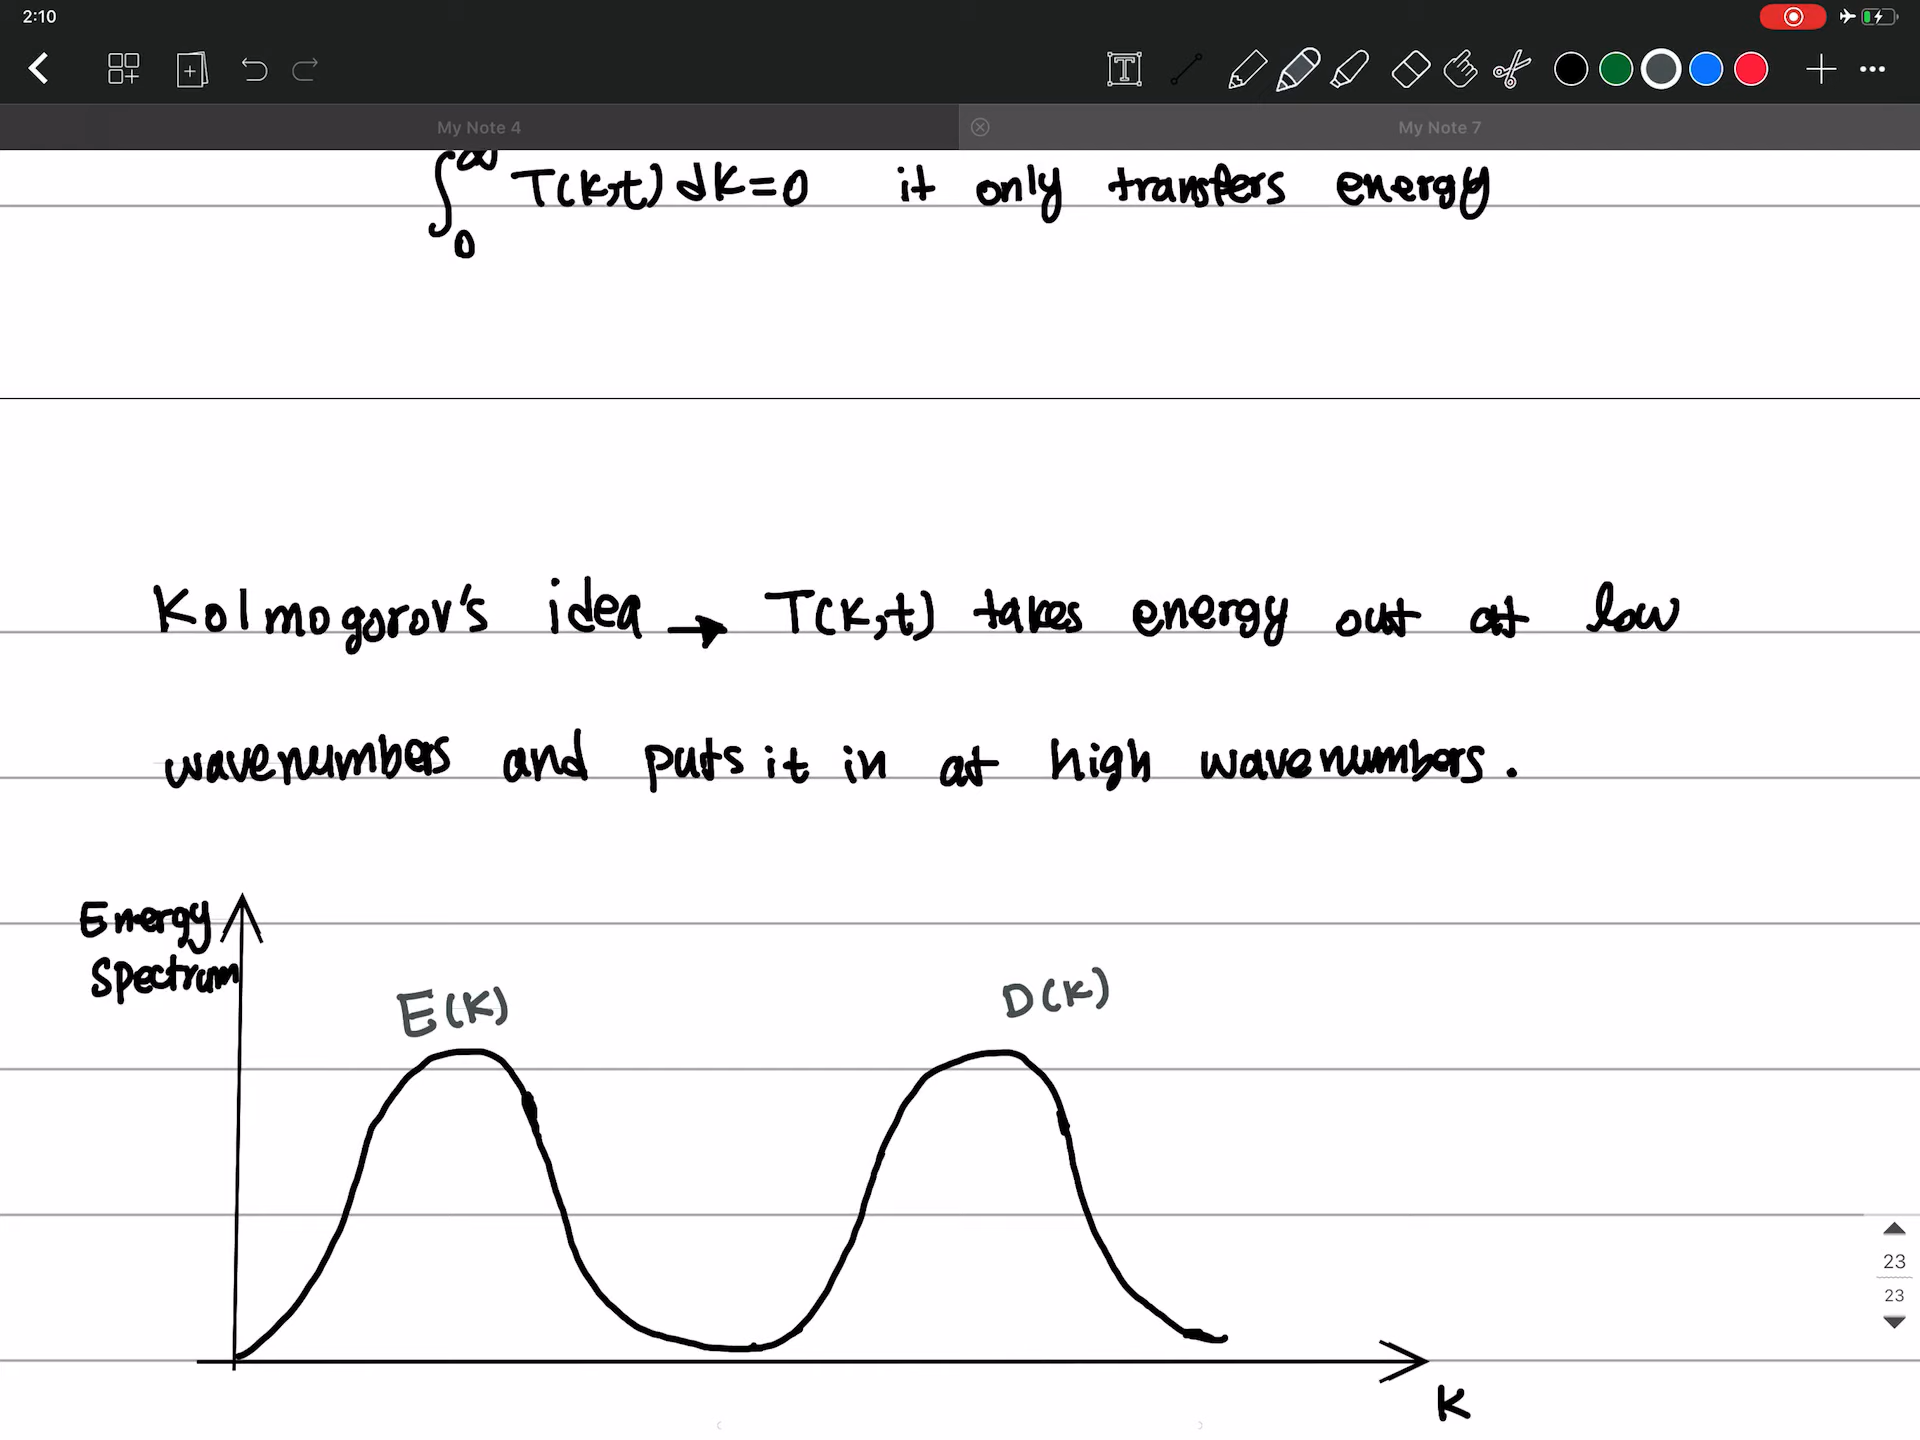 2:10
My Note 4
My Note 7
∫₀^∞ T(k,t) dk = 0 it only transfers energy
Kolmogorov's idea → T(k,t) takes energy out at low
wavenumbers and puts it in at high wavenumbers.
Energy
Spectrum
E(k)
D(k)
k
23
23